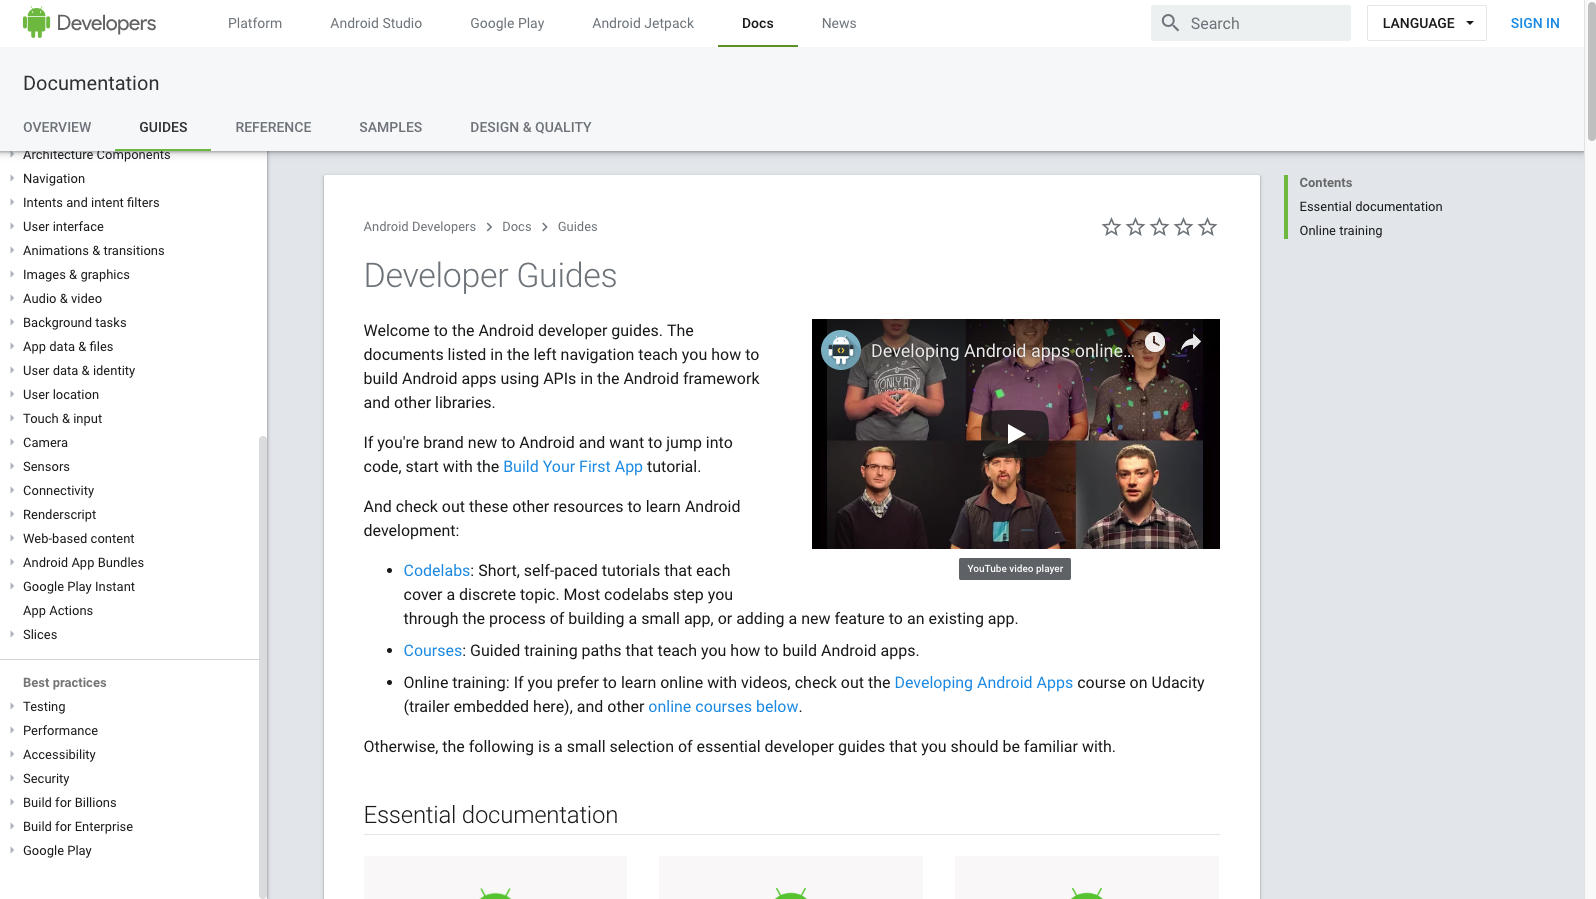 Developers
Platform
Android Studio
Google Play
Android Jetpack
Docs
News
Search
LANGUAGE
SIGN IN
Documentation
OVERVIEW
GUIDES
REFERENCE
SAMPLES
DESIGN & QUALITY
Architecture Components
Navigation
Intents and intent filters
User interface
Animations & transitions
Images & graphics
Audio & video
Background tasks
App data & files
User data & identity
User location
Touch & input
Camera
Sensors
Connectivity
Renderscript
Web-based content
Android App Bundles
Google Play Instant
App Actions
Slices
Best practices
Testing
Performance
Accessibility
Security
Build for Billions
Build for Enterprise
Google Play
Android Developers
Docs
Guides
Developer Guides
Welcome to the Android developer guides. The
documents listed in the left navigation teach you how to
build Android apps using APIs in the Android framework
and other libraries.
If you're brand new to Android and want to jump into
code, start with the Build Your First App tutorial.
And check out these other resources to learn Android
development:
Developing Android apps online...
ONLY AT
YouTube video player
• Codelabs: Short, self-paced tutorials that each
cover a discrete topic. Most codelabs step you
through the process of building a small app, or adding a new feature to an existing app.
• Courses: Guided training paths that teach you how to build Android apps.
• Online training: If you prefer to learn online with videos, check out the Developing Android Apps course on Udacity
(trailer embedded here), and other online courses below.
Otherwise, the following is a small selection of essential developer guides that you should be familiar with.
Essential documentation
Contents
Essential documentation
Online training